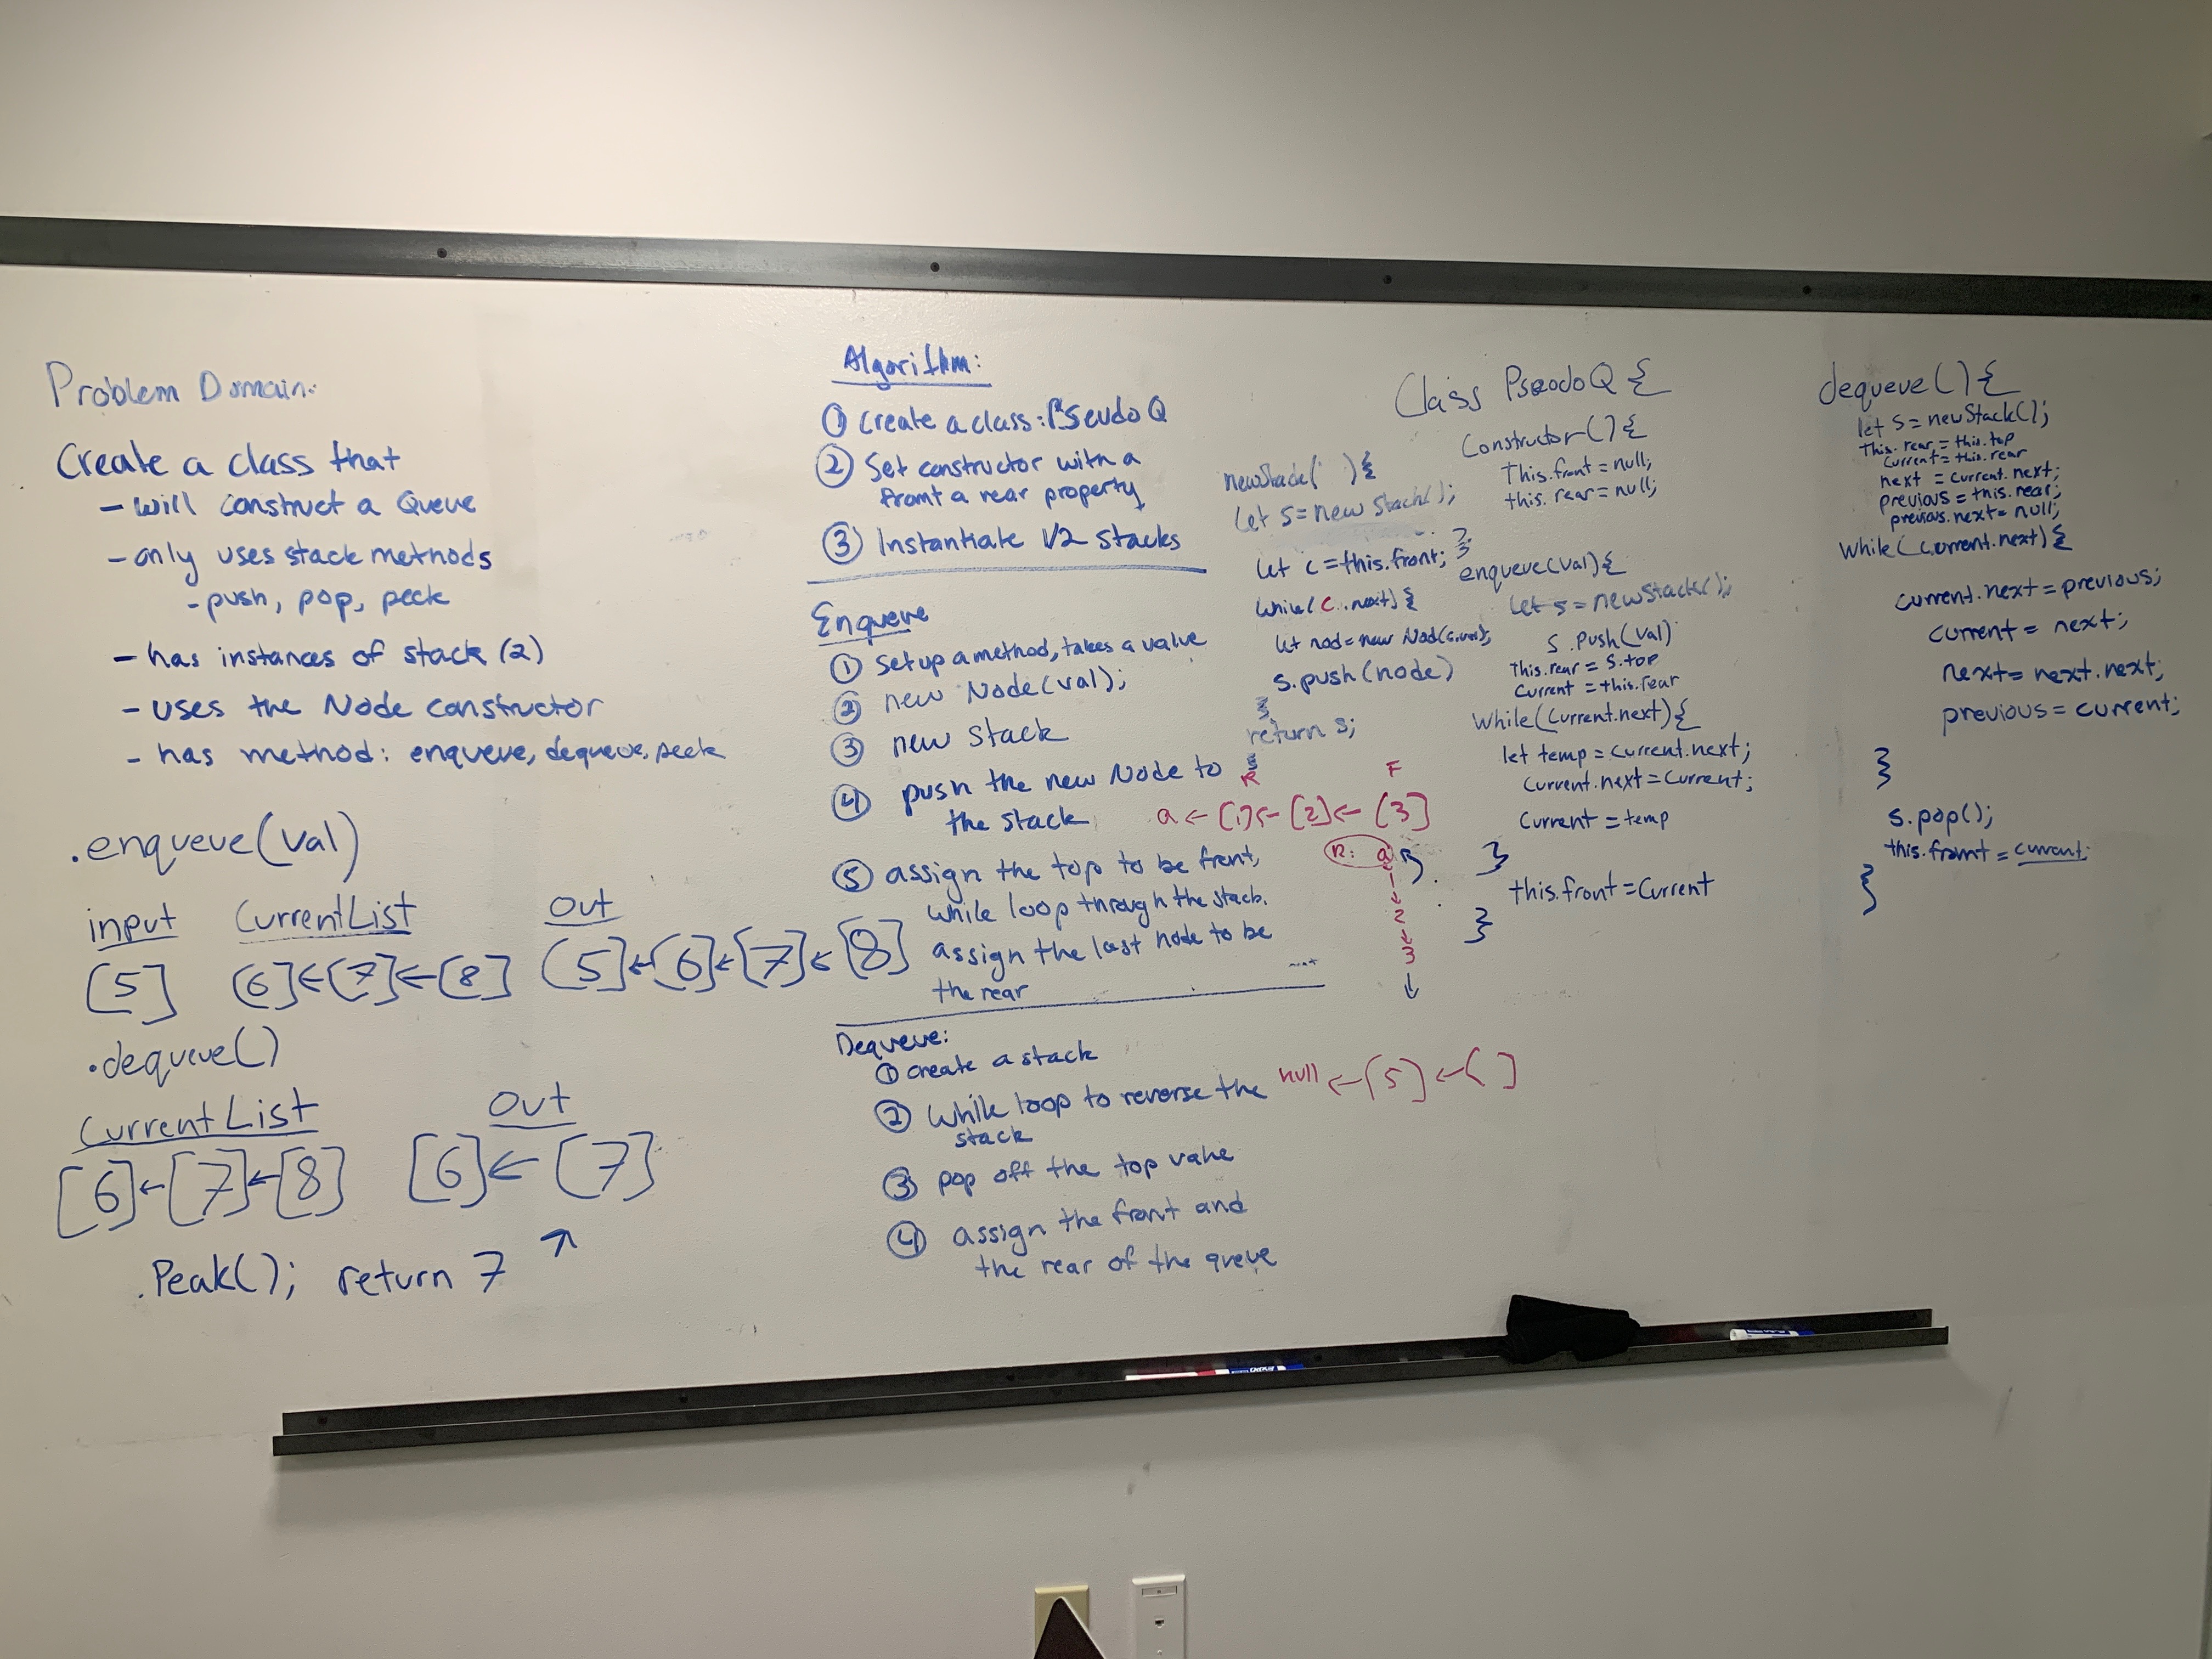 Problem Domain:
Create a class that
- will construct a Queue
- only uses stack methods
- push, pop, peek
- has instances of stack (2)
- uses the Node constructor
- has method: enqueue, dequeue, peek
.enqueue(val)
input CurrentList Out
[5] [6]←[7]←[8] [5]←[6]←[7]←[8]
.dequeue()
CurrentList Out
[6]←[7]←[8] [6]←[7]
.Peak(); return 7 ↗
Algorithm:
① Create a class: PseudoQ
② Set constructor with a
front a rear property
③ Instantiate 1/2 stacks
Enqueue
① Set up a method, takes a value
② new Node(val);
③ new Stack
④ push the new Node to
the stack
⑤ assign the top to be front,
while loop through the stack.
assign the last node to be
the rear
Dequeue:
① create a stack
② While loop to reverse the
stack
③ pop off the top value
④ assign the front and
the rear of the queue
newStack( ){
let s = new Stack();
let c = this.front;
while(c.next){
let nod = new Nod(c.val);
s.push(node)
}
return s;
}
R F
a ← [1] ← [2] ← [3]
R: a
↓
2
↓
3
↓
null ← [5] ← [ ]
Class PseodoQ {
Constructor() {
This.front = null;
this.rear = null;
}
enqueue(val){
let s = newStack();
s.push(val)
This.rear = s.top
Current = this.rear
While(Current.next){
let temp = Current.next;
Current.next = Current;
Current = temp
}
this.front = Current
}
dequeue() {
let s = newStack();
This.rear = this.top
Current = this.rear
next = current.next;
previous = this.rear;
previous.next = null;
While(Current.next){
current.next = previous;
current = next;
next = next.next;
previous = current;
}
s.pop();
this.front = current;
}